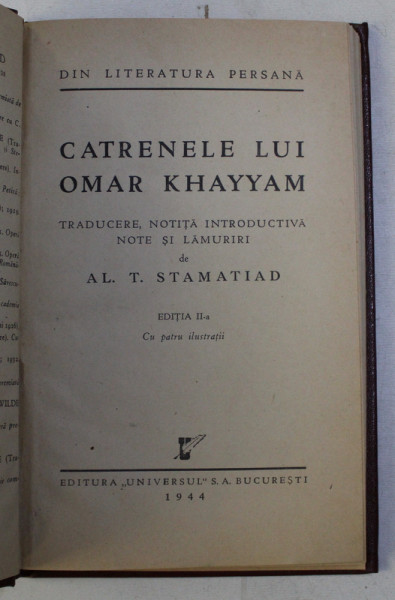 DIN LITERATURA PERSANĂ
CATRENELE LUI
OMAR KHAYYAM
TRADUCERE, NOTIȚĂ INTRODUCTIVĂ
NOTE ȘI LĂMURIRI
de
AL. T. STAMATIAD
EDIȚIA II-a
Cu patru ilustrații
EDITURA „UNIVERSUL" S. A. BUCUREȘTI
1944